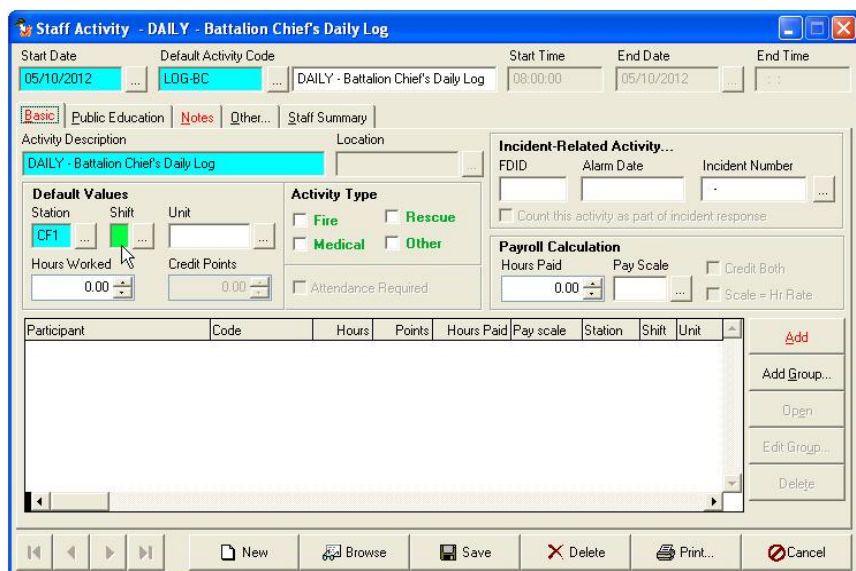 Staff Activity - DAILY - Battalion Chief's Daily Log
Start Date Default Activity Code Start Time End Date End Time
05/10/2012 ... LOG-BC ... DAILY - Battalion Chief's Daily Log 08:00:00 05/10/2012 ... : :
Basic Public Education Notes Other... Staff Summary
Activity Description Location
DAILY - Battalion Chief's Daily Log ...
Incident-Related Activity...
FDID Alarm Date Incident Number
- ...
Count this activity as part of incident response
Default Values
Station Shift Unit
CF1 ... ... ...
Hours Worked Credit Points
0.00 0.00
Activity Type
Fire Rescue
Medical Other
Attendance Required
Payroll Calculation
Hours Paid Pay Scale Credit Both
0.00 ... Scale = Hr Rate
Participant Code Hours Points Hours Paid Pay scale Station Shift Unit
Add
Add Group...
Open
Edit Group...
Delete
New Browse Save Delete Print... Cancel